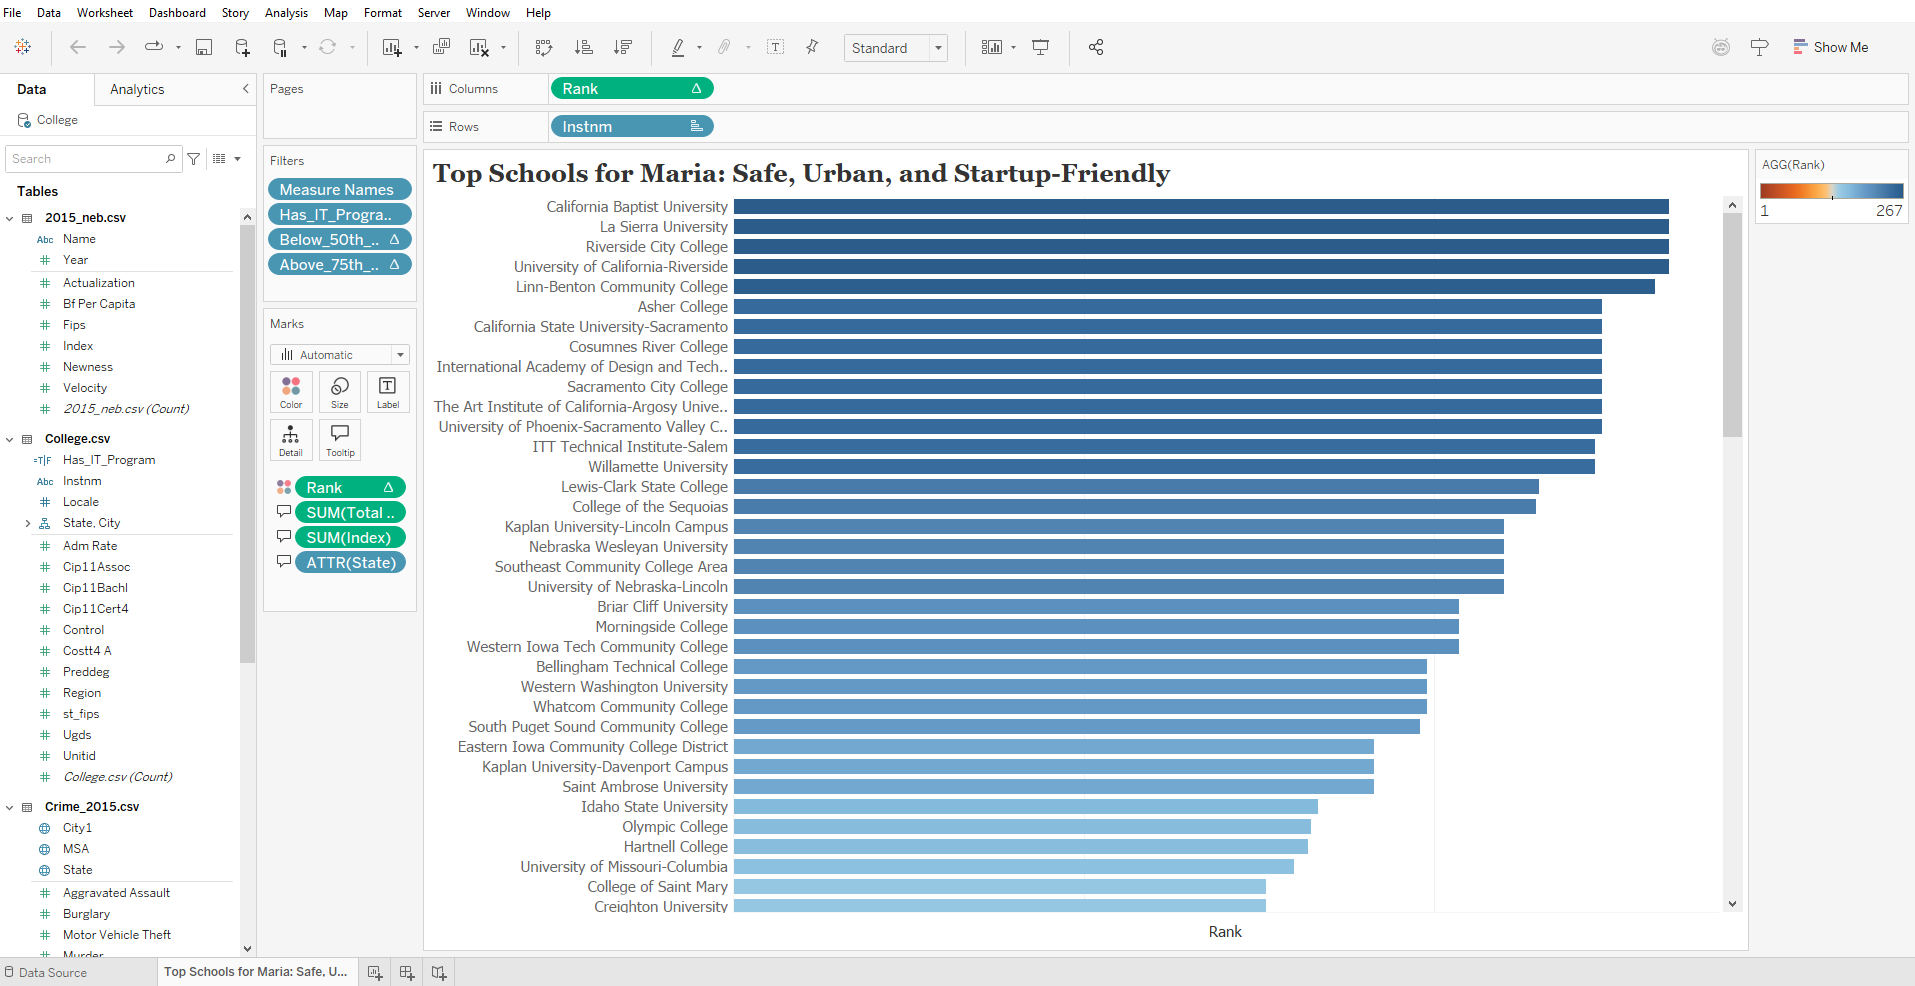 File Data Worksheet Dashboard Story Analysis Map Format Server Window Help
Standard
Show Me
Data Analytics
College
Search
Tables
2015_neb.csv
Abc Name
Year
Actualization
Bf Per Capita
Fips
Index
Newness
Velocity
2015_neb.csv (Count)
College.csv
=T|F Has_IT_Program
Abc Instnm
Locale
State, City
Adm Rate
Cip11Assoc
Cip11Bachl
Cip11Cert4
Control
Costt4 A
Preddeg
Region
st_fips
Ugds
Unitid
College.csv (Count)
Crime_2015.csv
City1
MSA
State
Aggravated Assault
Burglary
Motor Vehicle Theft
Murder
Pages
Filters
Measure Names
Has_IT_Progra..
Below_50th_..
Above_75th_..
Marks
Automatic
Color Size Label
Detail Tooltip
Rank
SUM(Total ..
SUM(Index)
ATTR(State)
Columns Rank
Rows Instnm
Top Schools for Maria: Safe, Urban, and Startup-Friendly
California Baptist University
La Sierra University
Riverside City College
University of California-Riverside
Linn-Benton Community College
Asher College
California State University-Sacramento
Cosumnes River College
International Academy of Design and Tech..
Sacramento City College
The Art Institute of California-Argosy Unive..
University of Phoenix-Sacramento Valley C..
ITT Technical Institute-Salem
Willamette University
Lewis-Clark State College
College of the Sequoias
Kaplan University-Lincoln Campus
Nebraska Wesleyan University
Southeast Community College Area
University of Nebraska-Lincoln
Briar Cliff University
Morningside College
Western Iowa Tech Community College
Bellingham Technical College
Western Washington University
Whatcom Community College
South Puget Sound Community College
Eastern Iowa Community College District
Kaplan University-Davenport Campus
Saint Ambrose University
Idaho State University
Olympic College
Hartnell College
University of Missouri-Columbia
College of Saint Mary
Creighton University
Rank
AGG(Rank)
1 267
Data Source
Top Schools for Maria: Safe, U...